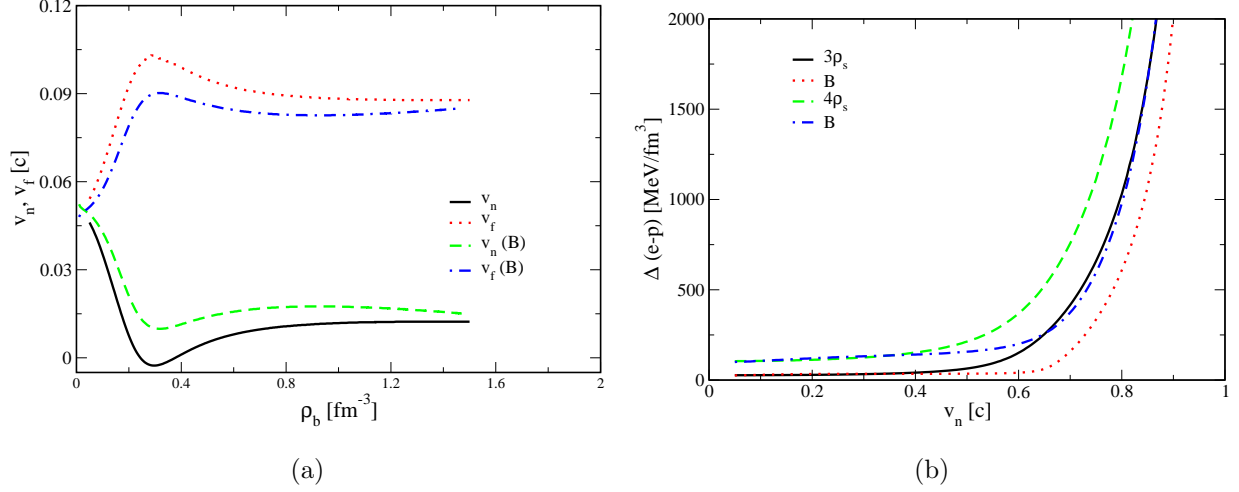 0.12
0.09
0.06
0.03
0
v_n, v_f [c]
v_n
v_f
v_n (B)
v_f (B)
0 0.4 0.8 1.2 1.6 2
ρ_b [fm^-3]
(a)
2000
1500
1000
500
0
Δ (e-p) [MeV/fm^3]
3ρ_s
B
4ρ_s
B
0 0.2 0.4 0.6 0.8 1
v_n [c]
(b)